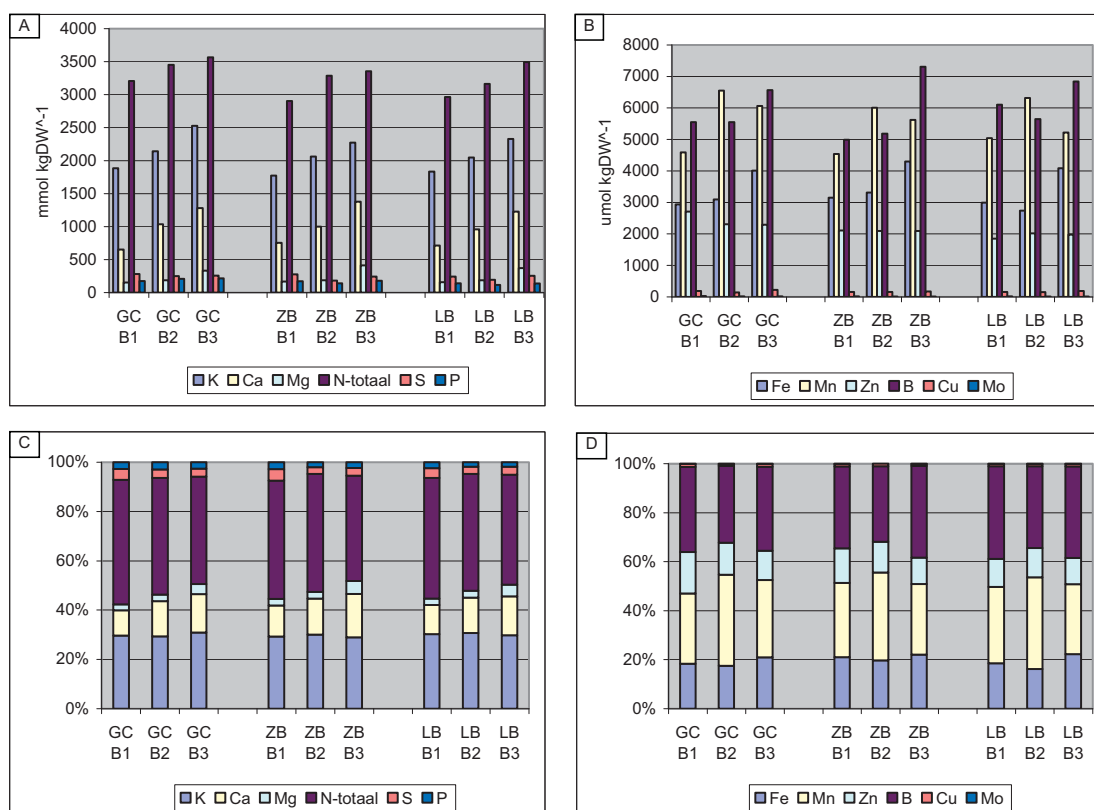 A
4000
3500
3000
2500
2000
1500
1000
500
0
mmol kgDW^-1
GC GC GC ZB ZB ZB LB LB LB
B1 B2 B3 B1 B2 B3 B1 B2 B3
K Ca Mg N-totaal S P
B
8000
7000
6000
5000
4000
3000
2000
1000
0
umol kgDW^-1
GC GC GC ZB ZB ZB LB LB LB
B1 B2 B3 B1 B2 B3 B1 B2 B3
Fe Mn Zn B Cu Mo
C
100%
80%
60%
40%
20%
0%
GC GC GC ZB ZB ZB LB LB LB
B1 B2 B3 B1 B2 B3 B1 B2 B3
K Ca Mg N-totaal S P
D
100%
80%
60%
40%
20%
0%
GC GC GC ZB ZB ZB LB LB LB
B1 B2 B3 B1 B2 B3 B1 B2 B3
Fe Mn Zn B Cu Mo